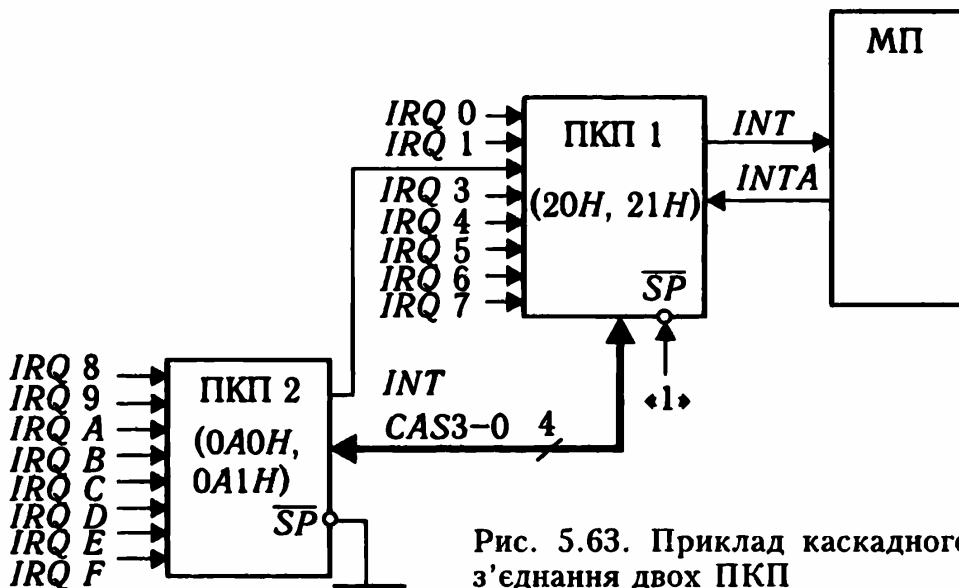 МП
IRQ 0
IRQ 1
IRQ 3
IRQ 4
IRQ 5
IRQ 6
IRQ 7
ПКП 1
(20H, 21H)
SP
«1»
INT
INTA
IRQ 8
IRQ 9
IRQ A
IRQ B
IRQ C
IRQ D
IRQ E
IRQ F
ПКП 2
(0A0H,
0A1H)
SP
INT
CAS3-0 4
Рис. 5.63. Приклад каскадного
з'єднання двох ПКП